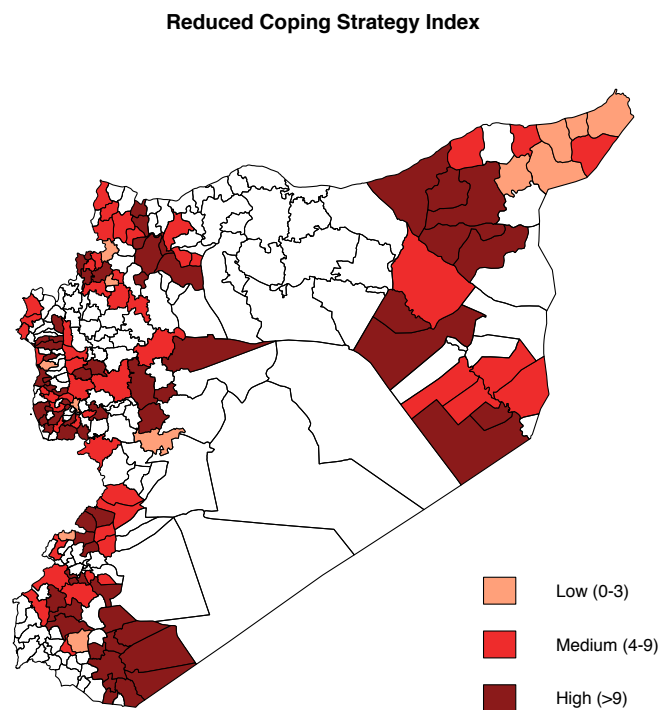 Reduced Coping Strategy Index
Low (0-3)
Medium (4-9)
High (>9)